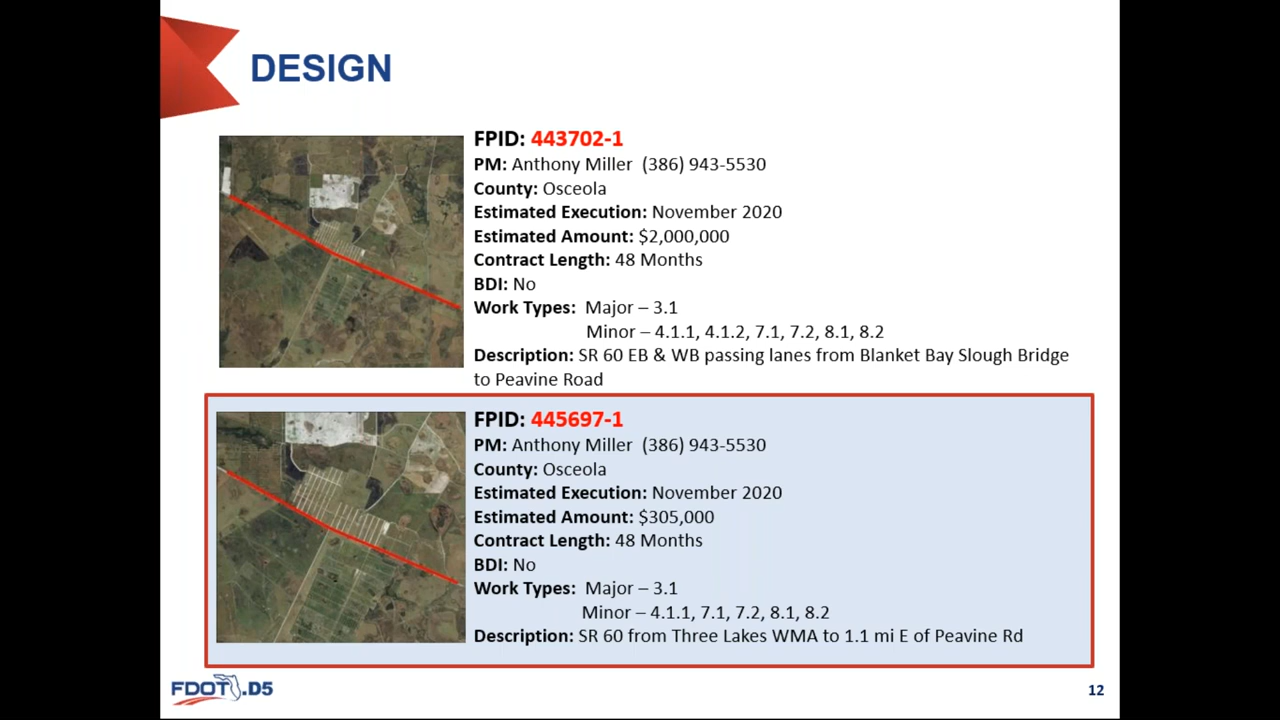 DESIGN
FPID: 443702-1
PM: Anthony Miller (386) 943-5530
County: Osceola
Estimated Execution: November 2020
Estimated Amount: $2,000,000
Contract Length: 48 Months
BDI: No
Work Types: Major – 3.1
Minor – 4.1.1, 4.1.2, 7.1, 7.2, 8.1, 8.2
Description: SR 60 EB & WB passing lanes from Blanket Bay Slough Bridge
to Peavine Road
FPID: 445697-1
PM: Anthony Miller (386) 943-5530
County: Osceola
Estimated Execution: November 2020
Estimated Amount: $305,000
Contract Length: 48 Months
BDI: No
Work Types: Major – 3.1
Minor – 4.1.1, 7.1, 7.2, 8.1, 8.2
Description: SR 60 from Three Lakes WMA to 1.1 mi E of Peavine Rd
FDOT.D5
12